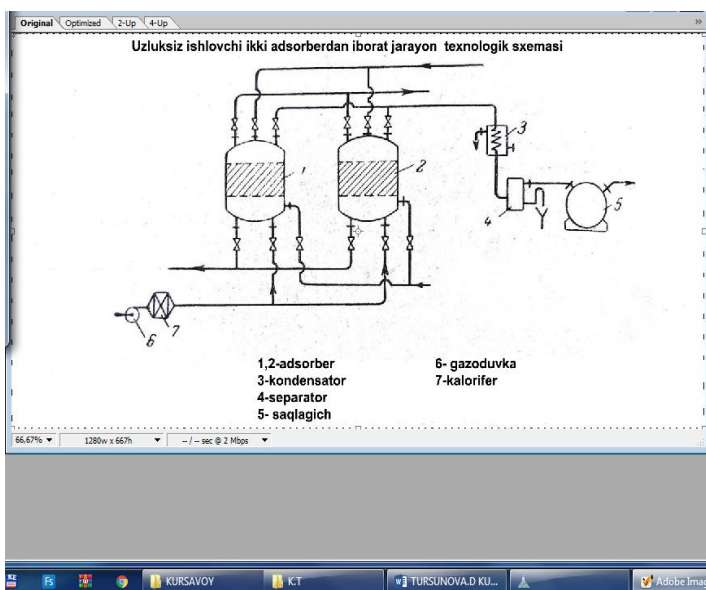 Original Optimized 2-Up 4-Up
Uzluksiz ishlovchi ikki adsorberdan iborat jarayon texnologik sxemasi
1
2
3
4
5
6
7
1,2-adsorber
3-kondensator
4-separator
5- saqlagich
6- gazoduvka
7-kalorifer
66,67% 1280w x 667h -- / -- sec @ 2 Mbps
Fs KURSAVOY K.T TURSUNOVA.D KU... Adobe Imag